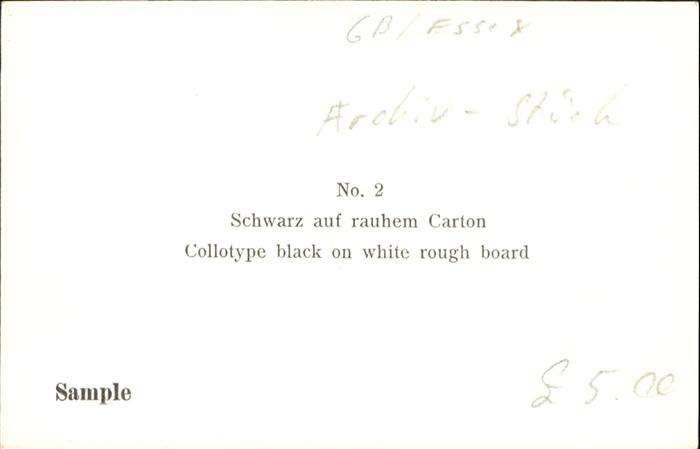 GB/Essex
Archiv - Stück
No. 2
Schwarz auf rauhem Carton
Collotype black on white rough board
Sample
£ 5.00